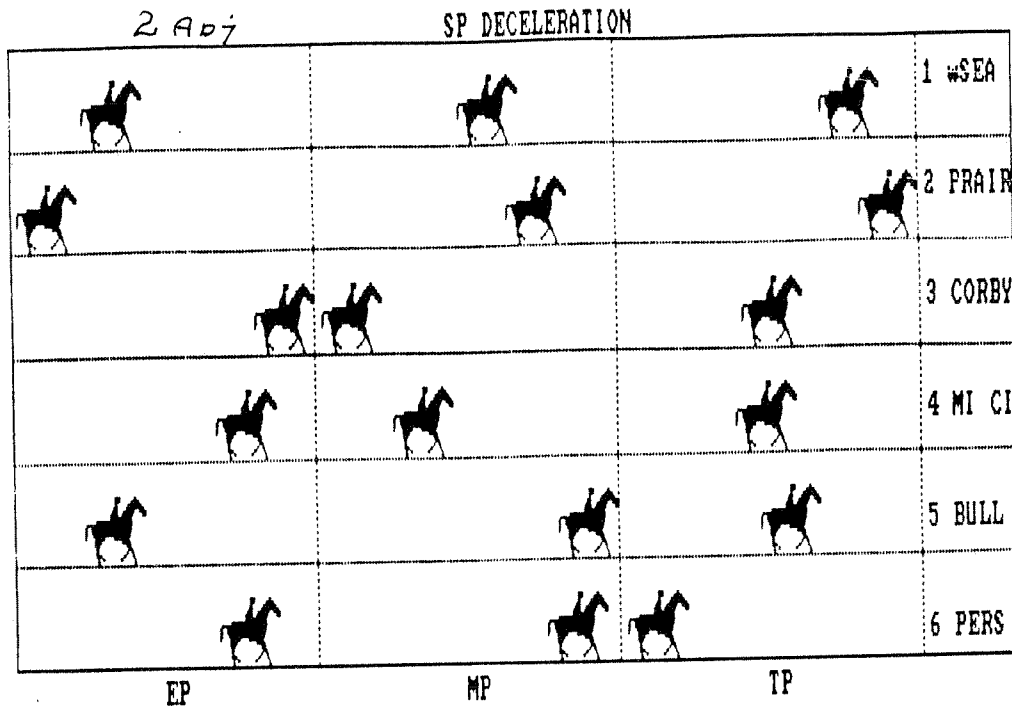 2 ADJ SP DECELERATION
1 wSEA
2 PRAIR
3 CORBY
4 MI CI
5 BULL
6 PERS
EP MP TP